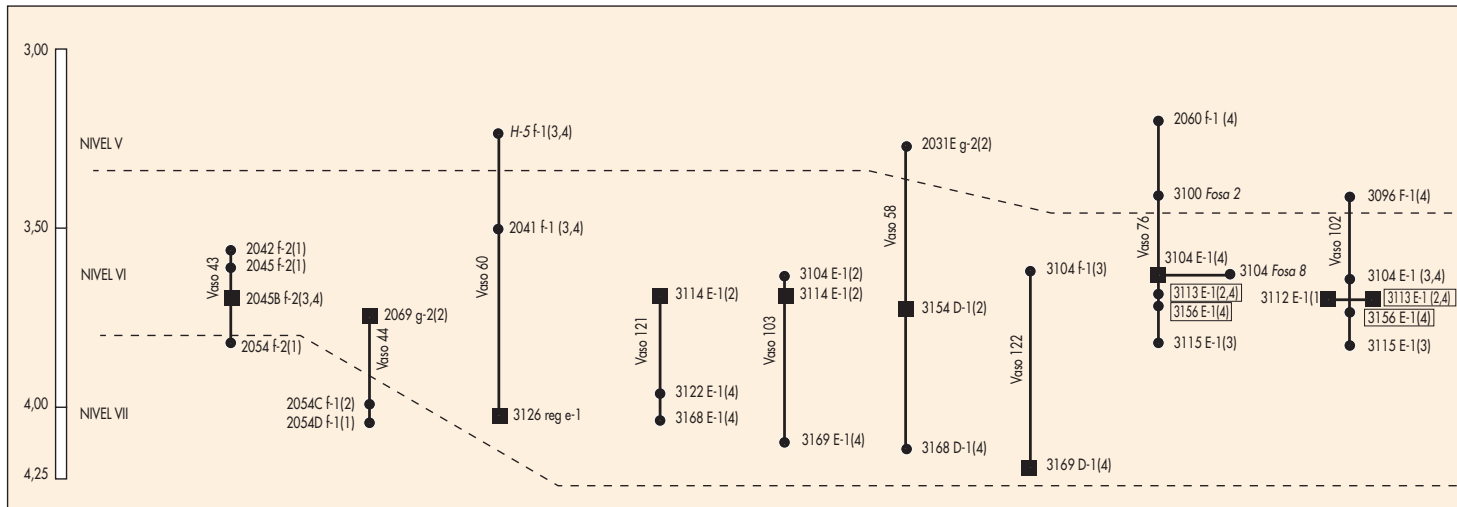 3,00
3,50
4,00
4,25
NIVEL V
NIVEL VI
NIVEL VII
2042 f-2(1)
2045 f-2(1)
Vaso 43
2045B f-2(3,4)
2054 f-2(1)
2069 g-2(2)
Vaso 44
2054C f-1(2)
2054D f-1(1)
H-5 f-1(3,4)
2041 f-1 (3,4)
Vaso 60
3126 reg e-1
3114 E-1(2)
Vaso 121
3122 E-1(4)
3168 E-1(4)
3104 E-1(2)
3114 E-1(2)
Vaso 103
3169 E-1(4)
2031E g-2(2)
Vaso 58
3154 D-1(2)
3168 D-1(4)
3104 f-1(3)
Vaso 122
3169 D-1(4)
2060 f-1 (4)
3100 Fosa 2
Vaso 76
3104 E-1(4)
3104 Fosa 8
3113 E-1(2,4)
3156 E-1(4)
3115 E-1(3)
3096 F-1(4)
Vaso 102
3104 E-1 (3,4)
3112 E-1(1
3113 E-1 (2,4)
3156 E-1(4)
3115 E-1(3)